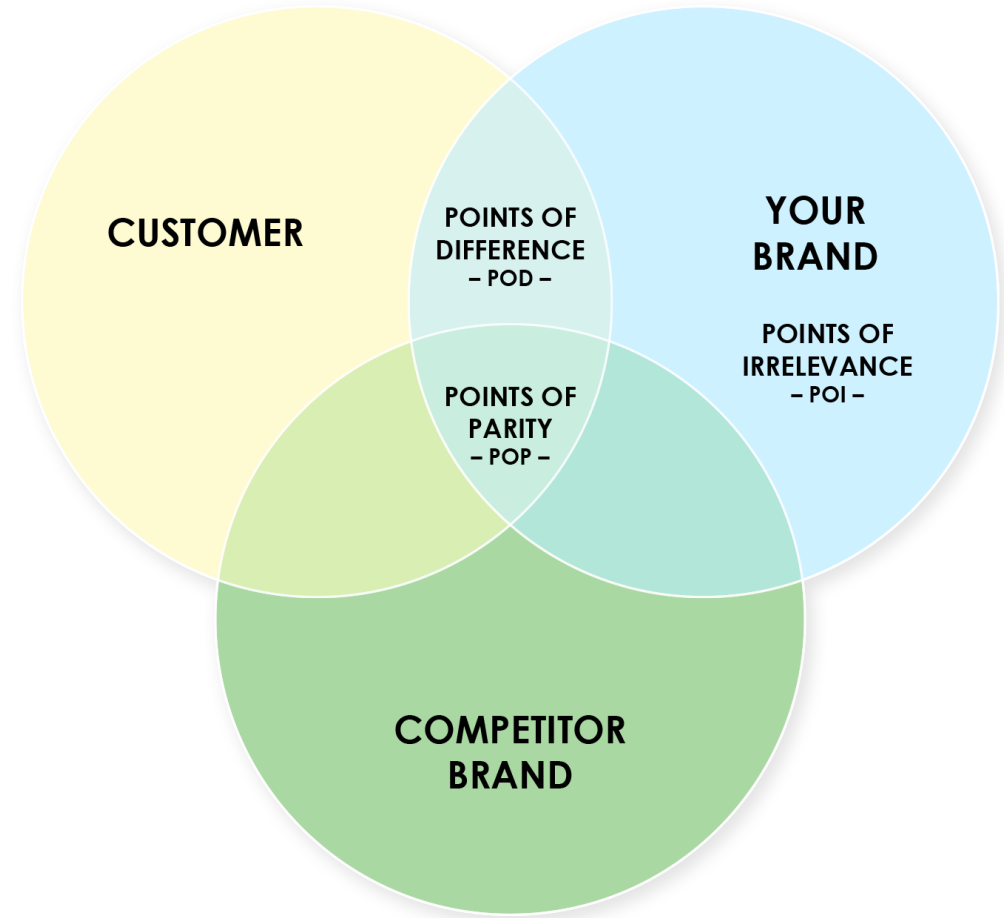 CUSTOMER
POINTS OF
DIFFERENCE
– POD –
YOUR
BRAND
POINTS OF
IRRELEVANCE
– POI –
POINTS OF
PARITY
– POP –
COMPETITOR
BRAND